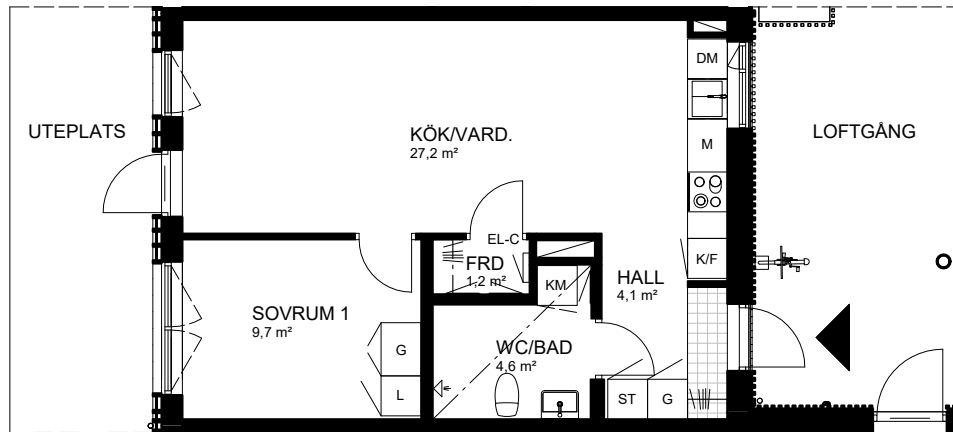 DM
UTEPLATS
KÖK/VARD.
27,2 m²
M
LOFTGÅNG
EL-C
FRD
1,2 m²
K/F
HALL
4,1 m²
KM
SOVRUM 1
9,7 m²
G
WC/BAD
4,6 m²
L
ST
G